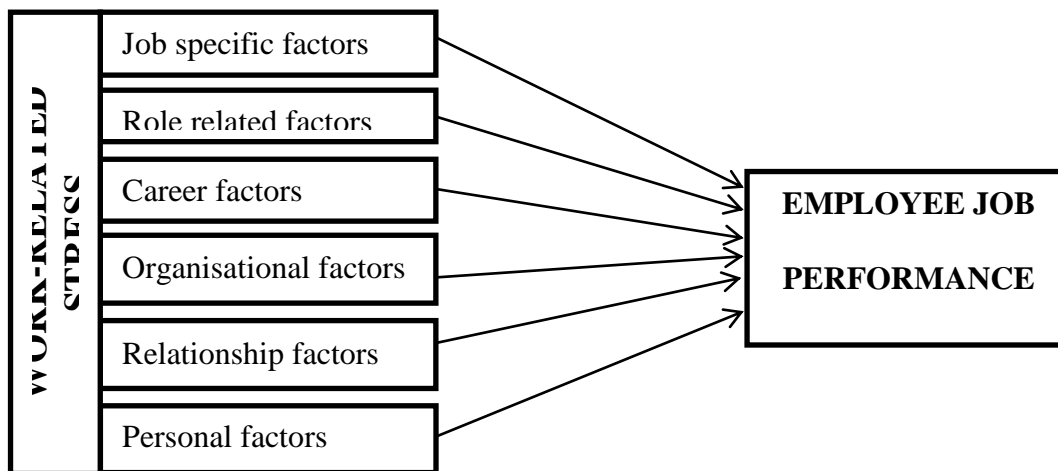 WORK-RELATED
STRESS
Job specific factors
Role related factors
Career factors
Organisational factors
Relationship factors
Personal factors
EMPLOYEE JOB
PERFORMANCE